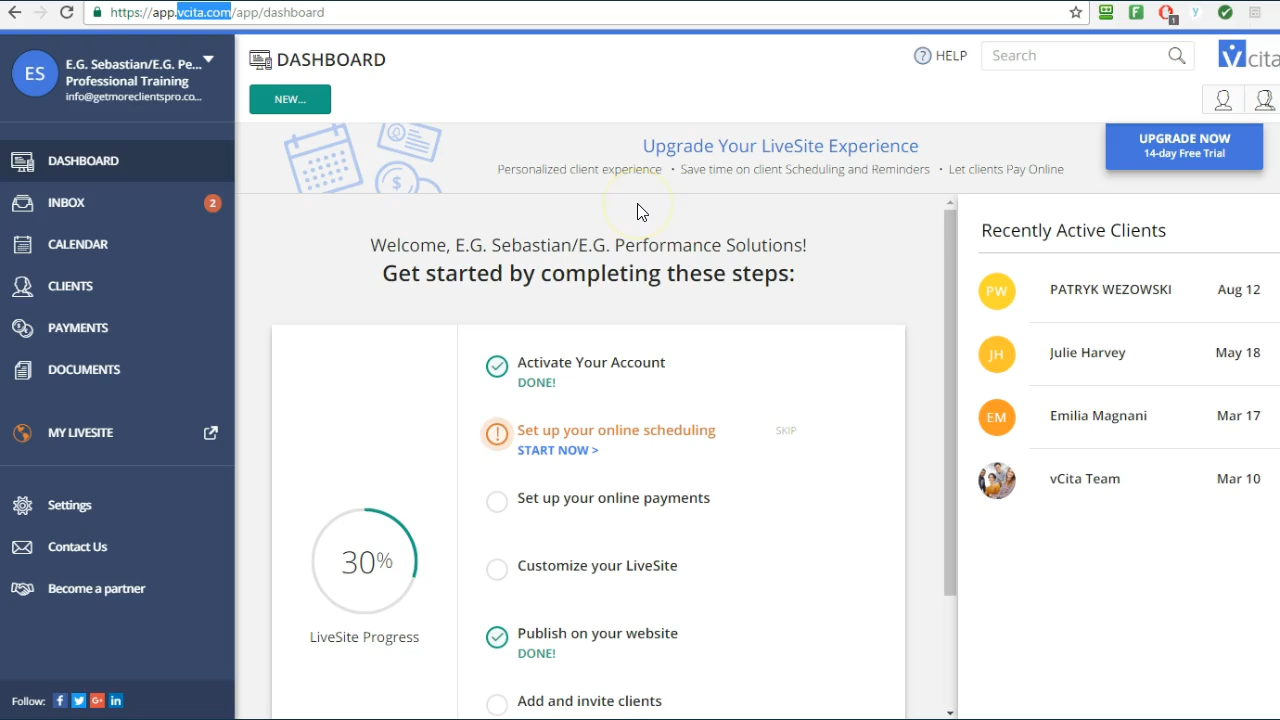 https://app.vcita.com/app/dashboard
1
y
ES
E.G. Sebastian/E.G. Pe...
Professional Training
info@getmoreclientspro.co...
DASHBOARD
INBOX
2
CALENDAR
CLIENTS
PAYMENTS
DOCUMENTS
MY LIVESITE
Settings
Contact Us
Become a partner
Follow:
DASHBOARD
HELP
Search
vcita
NEW...
Upgrade Your LiveSite Experience
Personalized client experience • Save time on client Scheduling and Reminders • Let clients Pay Online
UPGRADE NOW
14-day Free Trial
Welcome, E.G. Sebastian/E.G. Performance Solutions!
Get started by completing these steps:
30%
LiveSite Progress
Activate Your Account
DONE!
Set up your online scheduling
SKIP
START NOW >
Set up your online payments
Customize your LiveSite
Publish on your website
DONE!
Add and invite clients
Recently Active Clients
PW
PATRYK WEZOWSKI
Aug 12
JH
Julie Harvey
May 18
EM
Emilia Magnani
Mar 17
vCita Team
Mar 10